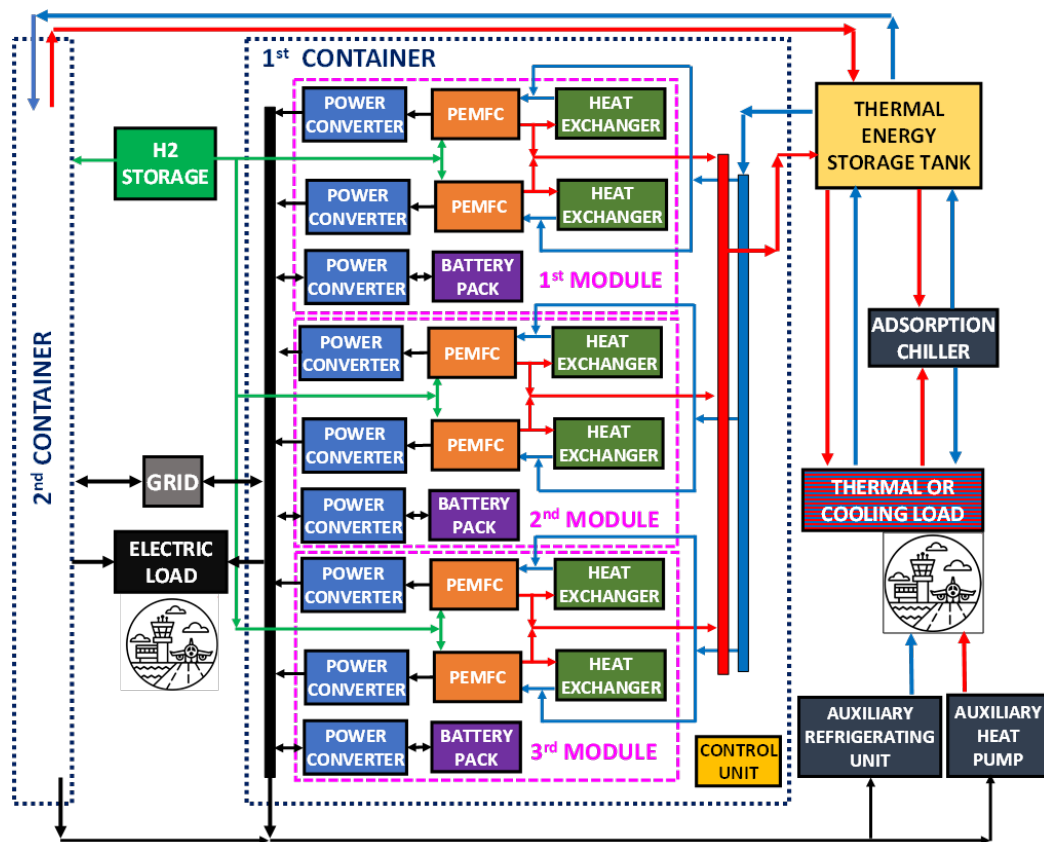 1st CONTAINER
2nd CONTAINER
H2
STORAGE
GRID
ELECTRIC
LOAD
POWER
CONVERTER
PEMFC
HEAT
EXCHANGER
POWER
CONVERTER
PEMFC
HEAT
EXCHANGER
POWER
CONVERTER
BATTERY
PACK
1st MODULE
POWER
CONVERTER
PEMFC
HEAT
EXCHANGER
POWER
CONVERTER
PEMFC
HEAT
EXCHANGER
POWER
CONVERTER
BATTERY
PACK
2nd MODULE
POWER
CONVERTER
PEMFC
HEAT
EXCHANGER
POWER
CONVERTER
PEMFC
HEAT
EXCHANGER
POWER
CONVERTER
BATTERY
PACK
3rd MODULE
CONTROL
UNIT
THERMAL
ENERGY
STORAGE TANK
ADSORPTION
CHILLER
THERMAL OR
COOLING LOAD
AUXILIARY
REFRIGERATING
UNIT
AUXILIARY
HEAT
PUMP